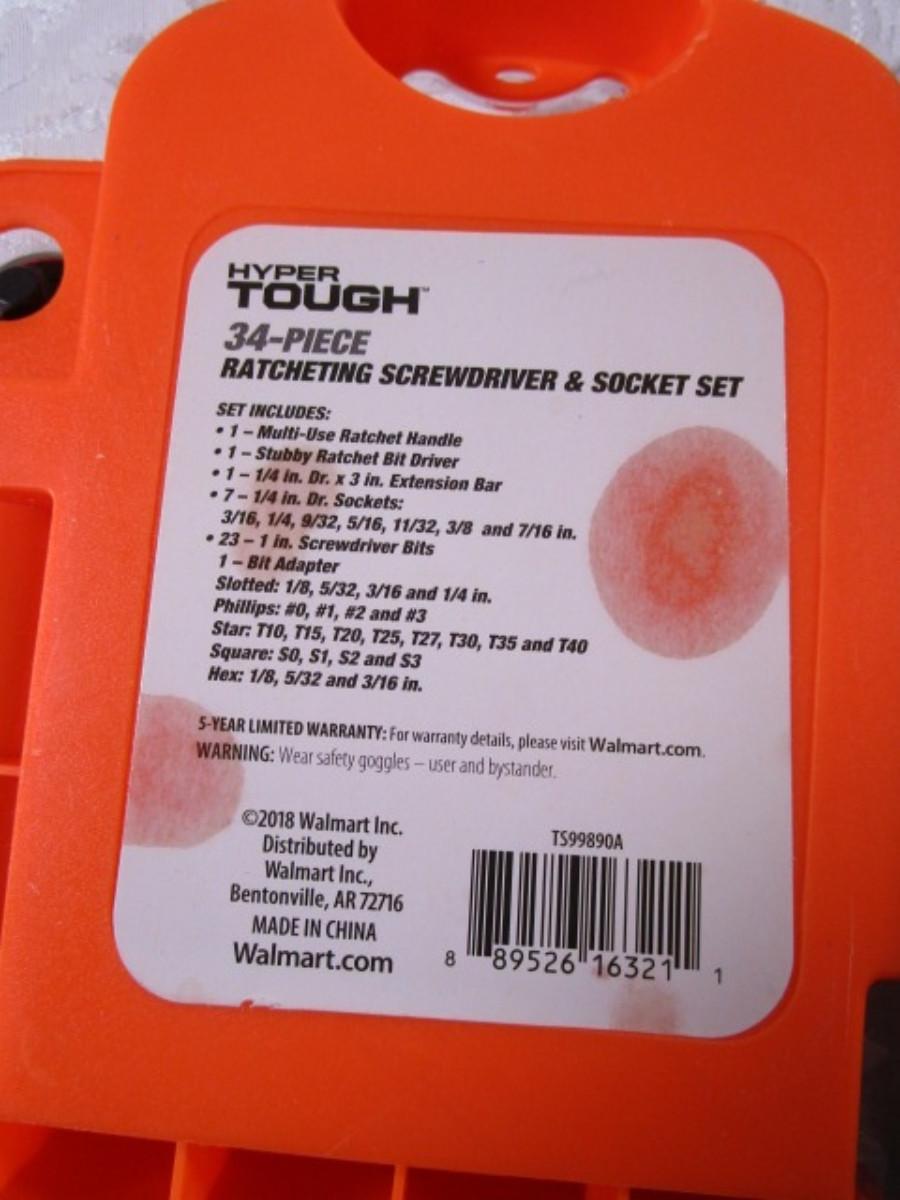 HYPER
TOUGH™
34-PIECE
RATCHETING SCREWDRIVER & SOCKET SET
SET INCLUDES:
• 1 – Multi-Use Ratchet Handle
• 1 – Stubby Ratchet Bit Driver
• 1 – 1/4 in. Dr. x 3 in. Extension Bar
• 7 – 1/4 in. Dr. Sockets:
3/16, 1/4, 9/32, 5/16, 11/32, 3/8 and 7/16 in.
• 23 – 1 in. Screwdriver Bits
1 – Bit Adapter
Slotted: 1/8, 5/32, 3/16 and 1/4 in.
Phillips: #0, #1, #2 and #3
Star: T10, T15, T20, T25, T27, T30, T35 and T40
Square: S0, S1, S2 and S3
Hex: 1/8, 5/32 and 3/16 in.
5-YEAR LIMITED WARRANTY: For warranty details, please visit Walmart.com.
WARNING: Wear safety goggles – user and bystander.
©2018 Walmart Inc.
Distributed by
Walmart Inc.,
Bentonville, AR 72716
MADE IN CHINA
Walmart.com
TS99890A
8 89526 16321 1